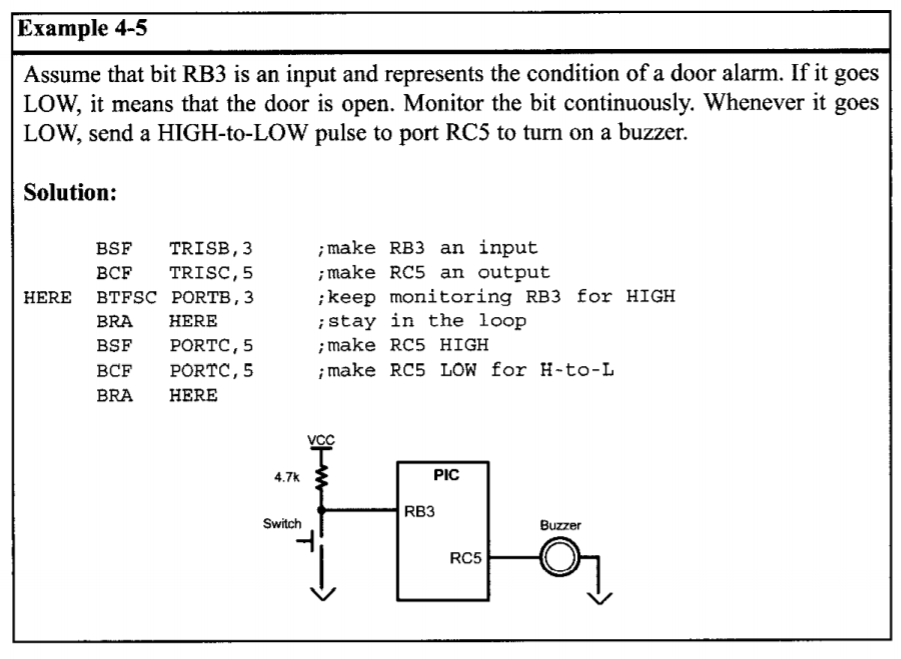 Example 4-5
Assume that bit RB3 is an input and represents the condition of a door alarm. If it goes
LOW, it means that the door is open. Monitor the bit continuously. Whenever it goes
LOW, send a HIGH-to-LOW pulse to port RC5 to turn on a buzzer.
Solution:
BSF TRISB,3 ;make RB3 an input
BCF TRISC,5 ;make RC5 an output
HERE BTFSC PORTB,3 ;keep monitoring RB3 for HIGH
BRA HERE ;stay in the loop
BSF PORTC,5 ;make RC5 HIGH
BCF PORTC,5 ;make RC5 LOW for H-to-L
BRA HERE
VCC
4.7k
PIC
RB3
Switch
Buzzer
RC5